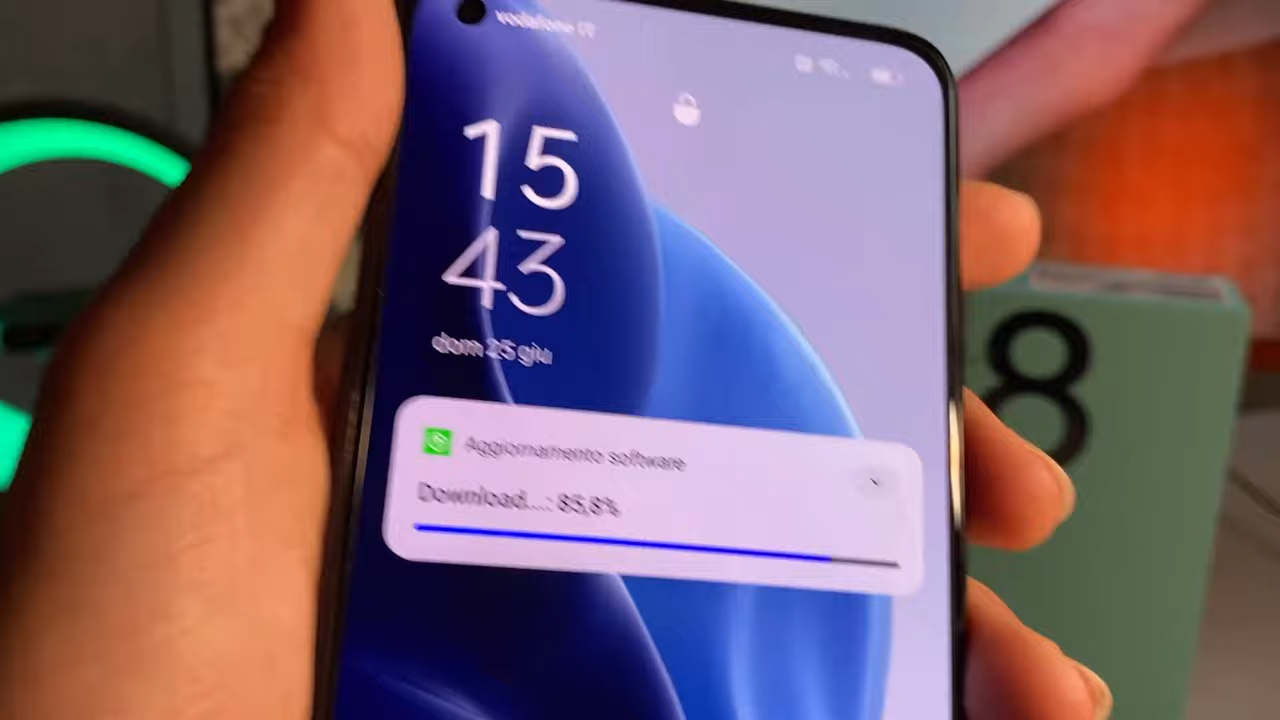 vodafone IT
15
43
dom 25 giu
Aggiornamento software
Download...: 85,8%
8